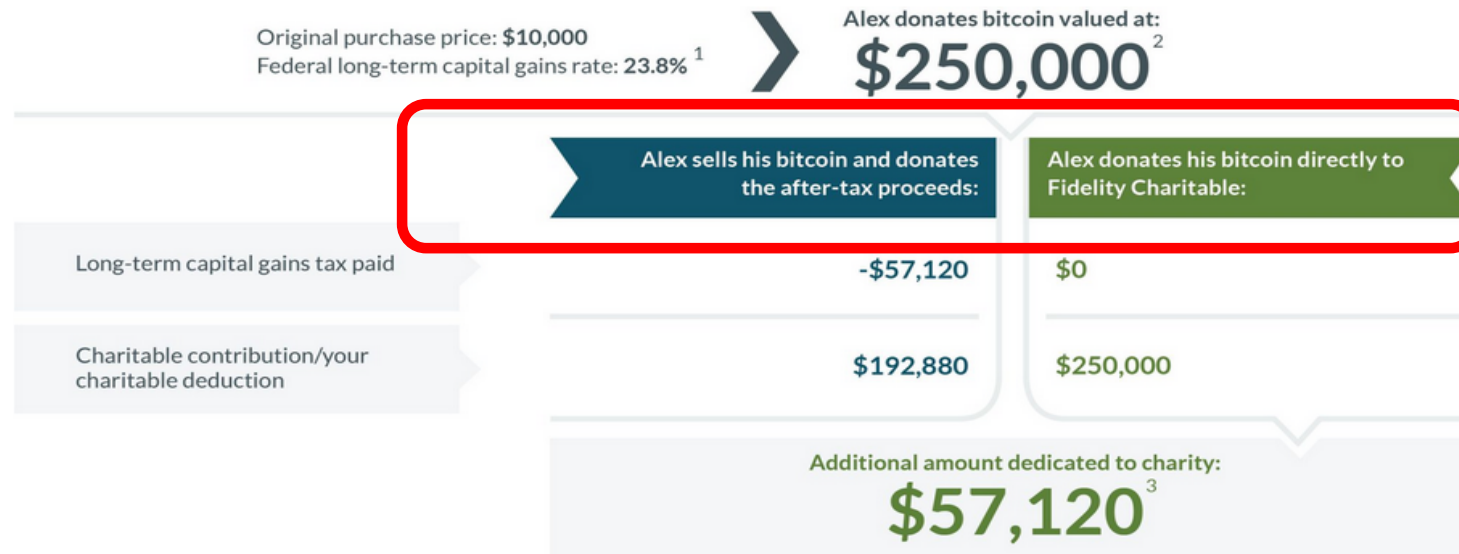 Original purchase price: $10,000
Federal long-term capital gains rate: 23.8% 1
Alex donates bitcoin valued at:
$250,000 2
Alex sells his bitcoin and donates
the after-tax proceeds:
Alex donates his bitcoin directly to
Fidelity Charitable:
Long-term capital gains tax paid
-$57,120
$0
Charitable contribution/your
charitable deduction
$192,880
$250,000
Additional amount dedicated to charity:
$57,120 3